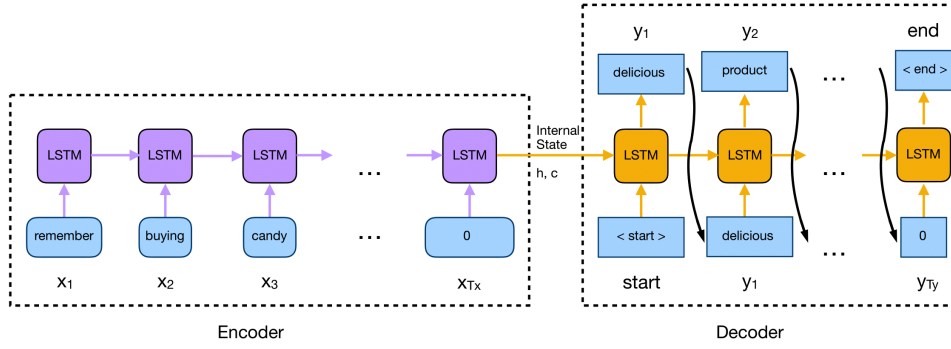 y1
y2
end
delicious
product
...
< end >
LSTM
LSTM
LSTM
...
LSTM
Internal
State
h, c
LSTM
LSTM
...
LSTM
remember
buying
candy
...
0
< start >
delicious
...
0
x1
x2
x3
xTx
start
y1
yTy
Encoder
Decoder